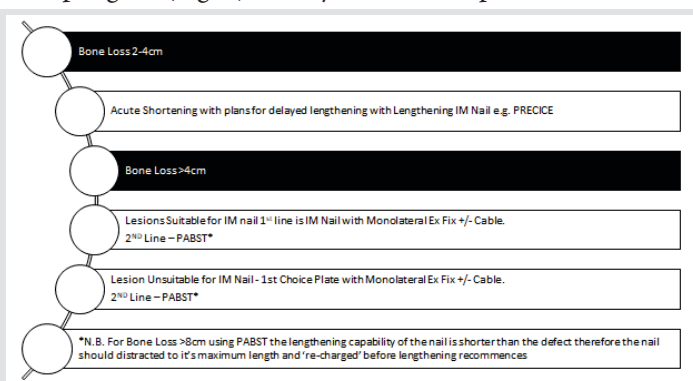 Bone Loss 2-4cm
Acute Shortening with plans for delayed lengthening with Lengthening IM Nail e.g. PRECICE
Bone Loss >4cm
Lesions Suitable for IM nail 1st line is IM Nail with Monolateral Ex Fix +/- Cable.
2ND Line – PABST*
Lesion Unsuitable for IM Nail - 1st Choice Plate with Monolateral Ex Fix +/- Cable.
2ND Line – PABST*
*N.B. For Bone Loss >8cm using PABST the lengthening capability of the nail is shorter than the defect therefore the nail
should distracted to it's maximum length and 're-charged' before lengthening recommences